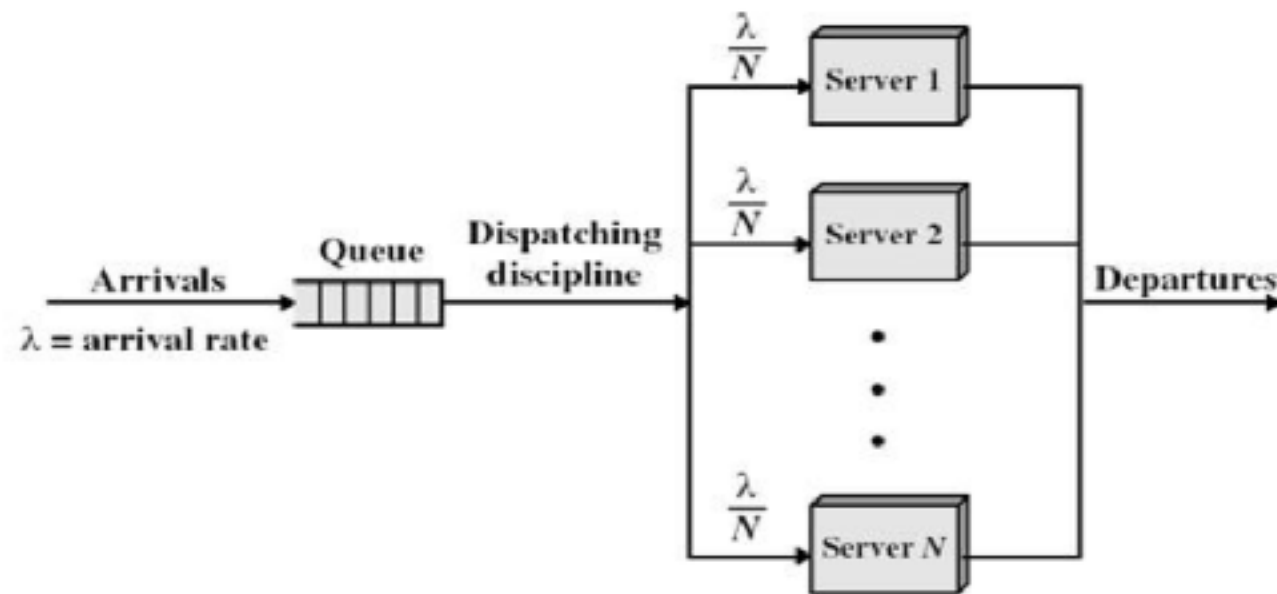 λ
N
Server 1
λ
N
Server 2
Dispatching
discipline
Queue
Arrivals
λ = arrival rate
Departures
λ
N
Server N